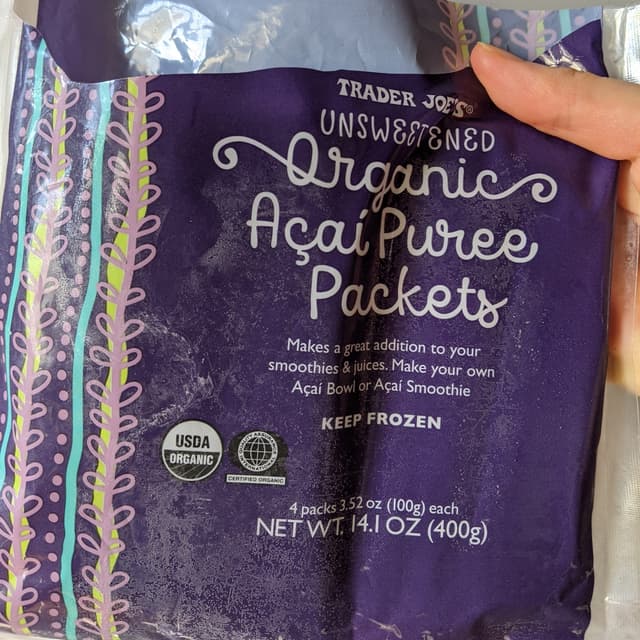 TRADER JOE'S®
UNSWEETENED
Organic
Açaí Puree
Packets
Makes a great addition to your
smoothies & juices. Make your own
Açaí Bowl or Açaí Smoothie
KEEP FROZEN
USDA
ORGANIC
CERTIFIED ORGANIC
4 packs 3.52 oz (100g) each
NET WT. 14.1 OZ (400g)